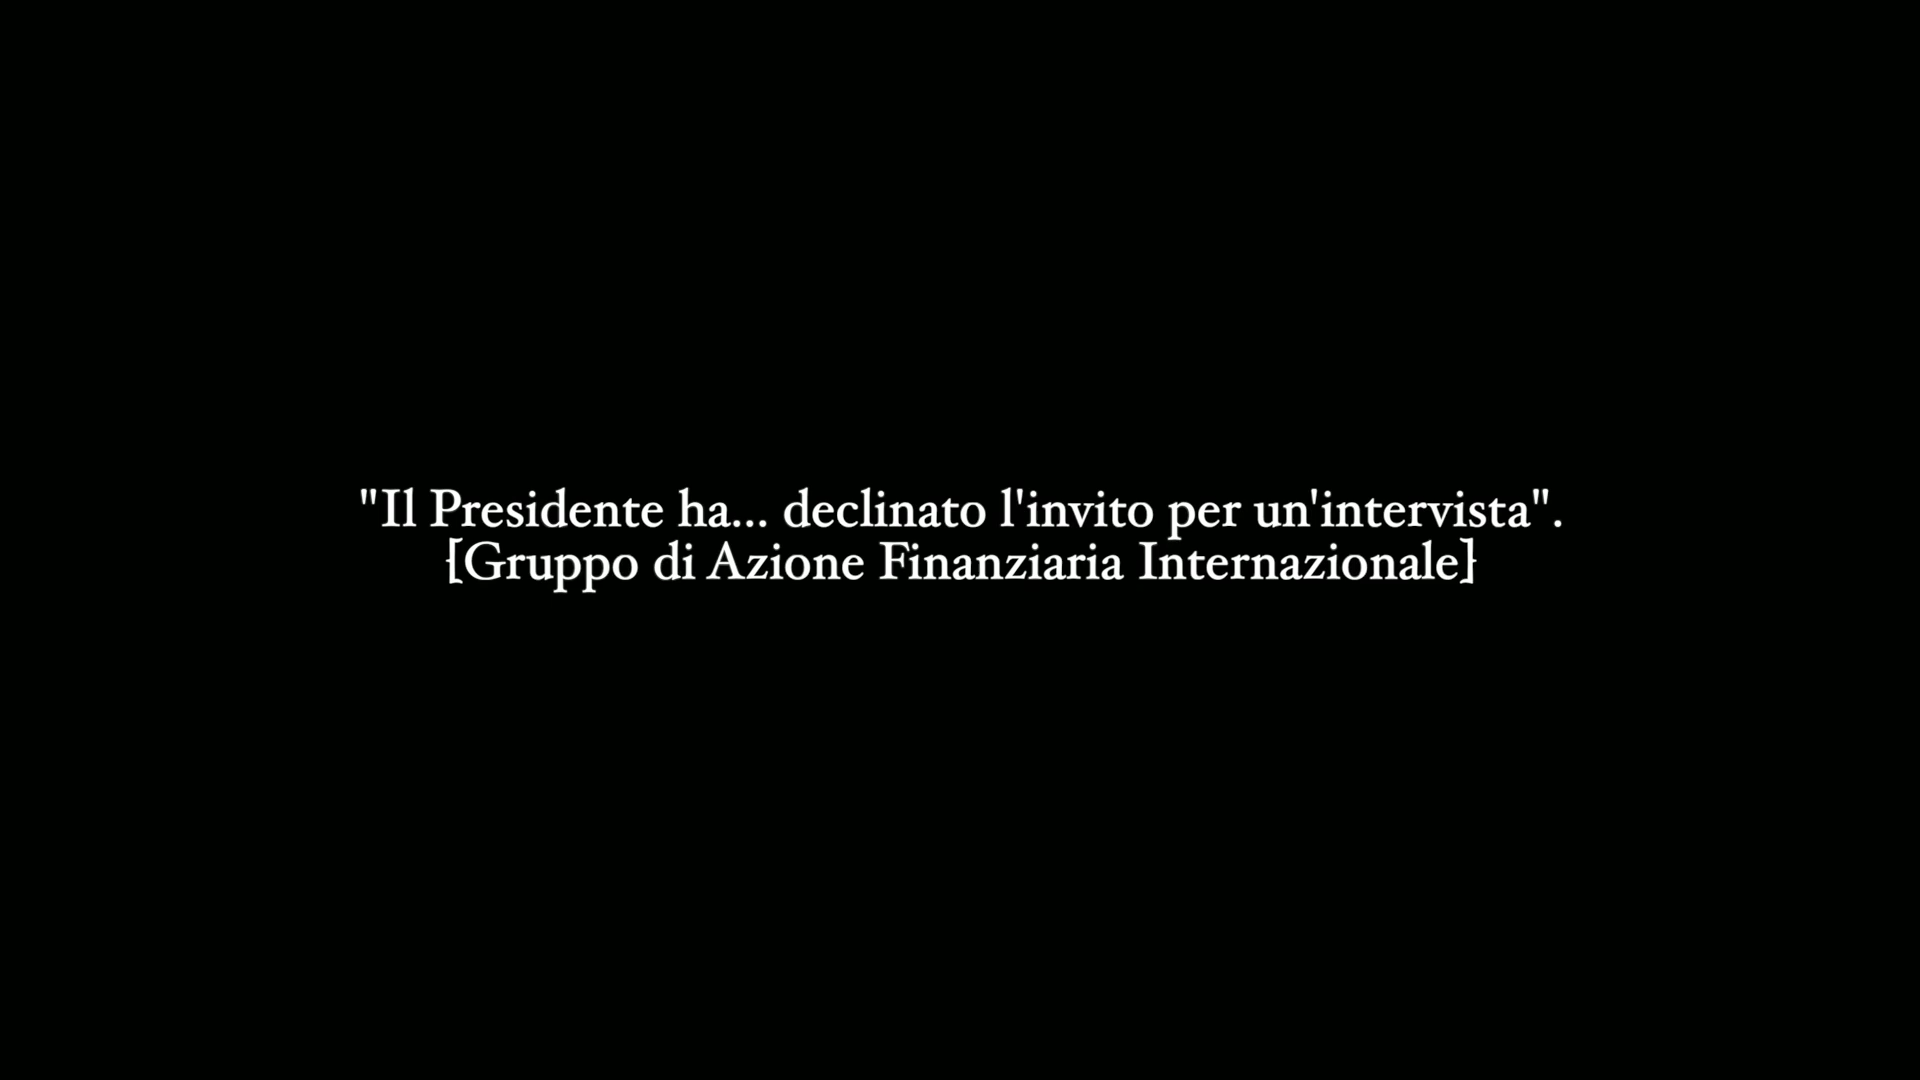 "Il Presidente ha... declinato l'invito per un'intervista".
[Gruppo di Azione Finanziaria Internazionale]